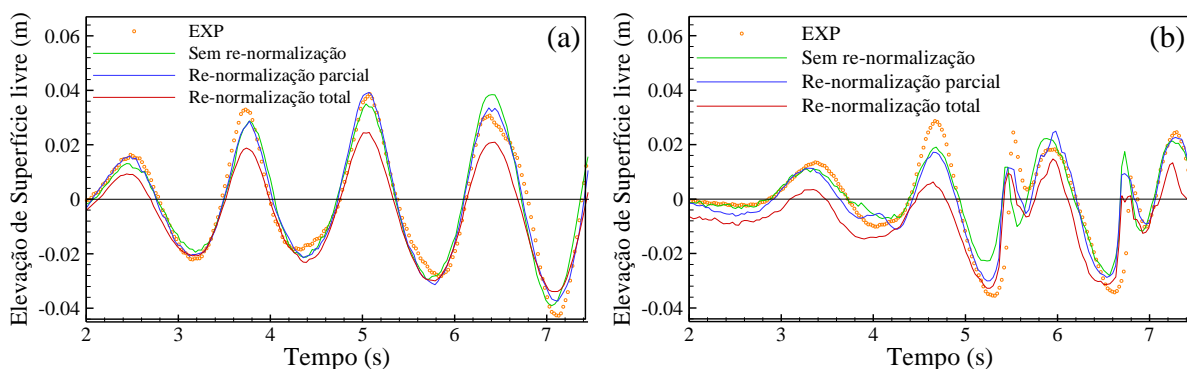 Elevação de Superfície livre (m)
0.06
0.04
0.02
0
-0.02
-0.04
EXP
Sem re-normalização
Re-normalização parcial
Re-normalização total
(a)
2 3 4 5 6 7
Tempo (s)
Elevação de Superfície livre (m)
0.06
0.04
0.02
0
-0.02
-0.04
EXP
Sem re-normalização
Re-normalização parcial
Re-normalização total
(b)
2 3 4 5 6 7
Tempo (s)